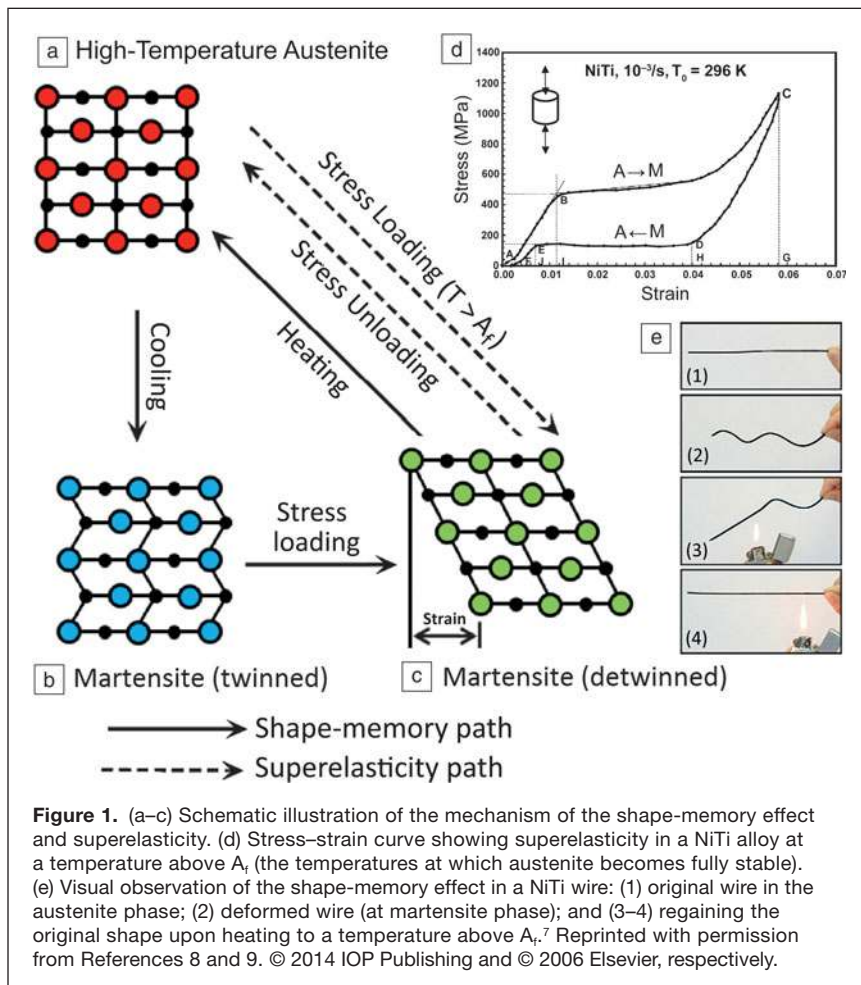 a High-Temperature Austenite
Cooling
Heating
Stress Unloading
Stress Loading (T > Af)
b Martensite (twinned)
Stress
loading
Strain
c Martensite (detwinned)
Shape-memory path
Superelasticity path
d
NiTi, 10⁻³/s, T₀ = 296 K
Stress (MPa)
1400
1200
1000
800
600
400
200
0
A→M
A←M
A
B
C
D
E
F
J
I
H
G
0.00 0.01 0.02 0.03 0.04 0.05 0.06 0.07
Strain
e
(1)
(2)
(3)
(4)
Figure 1. (a–c) Schematic illustration of the mechanism of the shape-memory effect
and superelasticity. (d) Stress–strain curve showing superelasticity in a NiTi alloy at
a temperature above Af (the temperatures at which austenite becomes fully stable).
(e) Visual observation of the shape-memory effect in a NiTi wire: (1) original wire in the
austenite phase; (2) deformed wire (at martensite phase); and (3–4) regaining the
original shape upon heating to a temperature above Af.⁷ Reprinted with permission
from References 8 and 9. © 2014 IOP Publishing and © 2006 Elsevier, respectively.